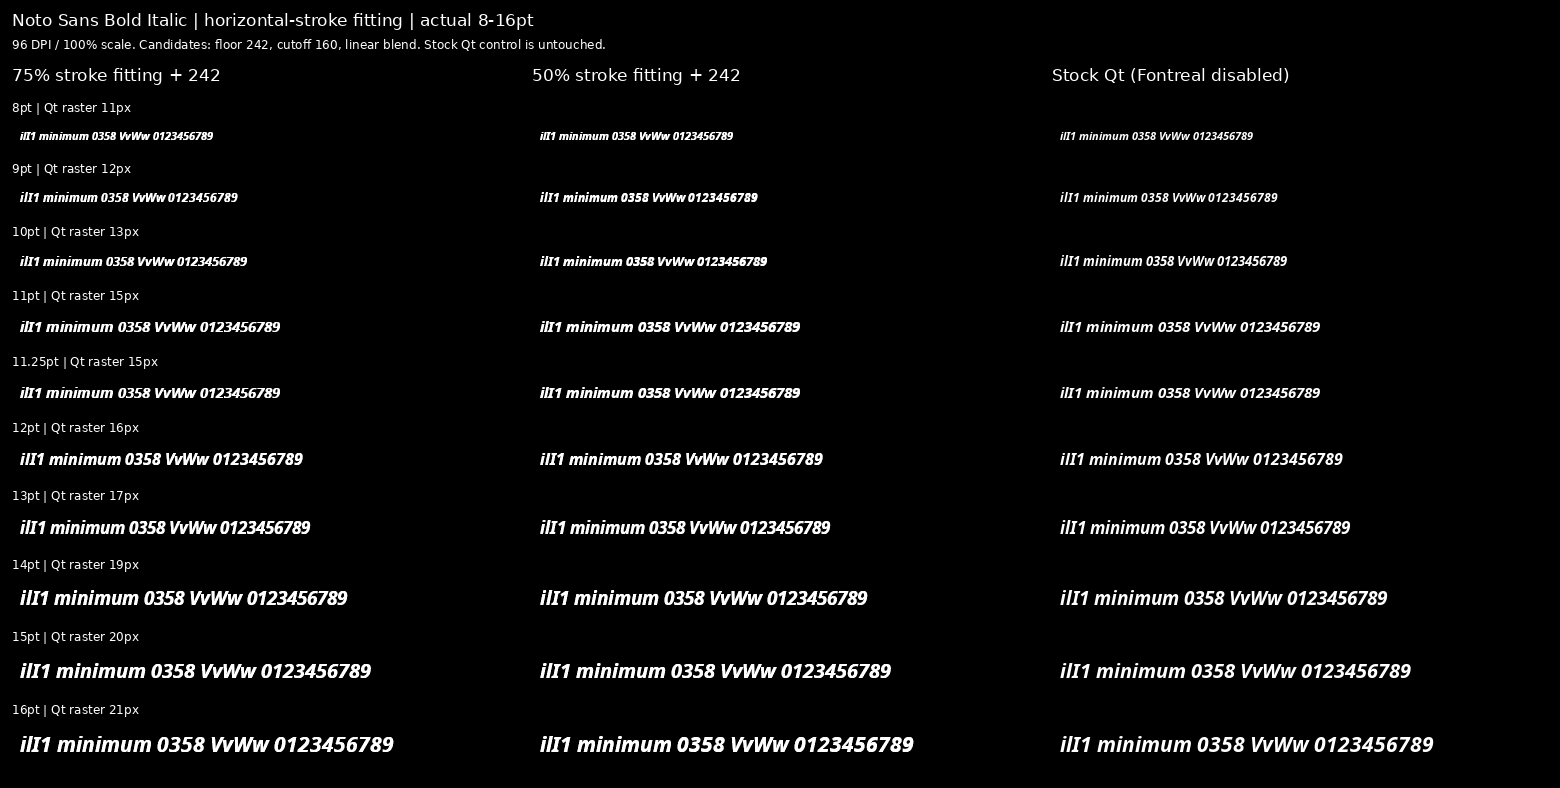 Noto Sans Bold Italic | horizontal-stroke fitting | actual 8-16pt
96 DPI / 100% scale. Candidates: floor 242, cutoff 160, linear blend. Stock Qt control is untouched.
75% stroke fitting + 242 50% stroke fitting + 242 Stock Qt (Fontreal disabled)
8pt | Qt raster 11px
ilI1 minimum 0358 VvWw 0123456789 ilI1 minimum 0358 VvWw 0123456789 ilI1 minimum 0358 VvWw 0123456789
9pt | Qt raster 12px
ilI1 minimum 0358 VvWw 0123456789 ilI1 minimum 0358 VvWw 0123456789 ilI1 minimum 0358 VvWw 0123456789
10pt | Qt raster 13px
ilI1 minimum 0358 VvWw 0123456789 ilI1 minimum 0358 VvWw 0123456789 ilI1 minimum 0358 VvWw 0123456789
11pt | Qt raster 15px
ilI1 minimum 0358 VvWw 0123456789 ilI1 minimum 0358 VvWw 0123456789 ilI1 minimum 0358 VvWw 0123456789
11.25pt | Qt raster 15px
ilI1 minimum 0358 VvWw 0123456789 ilI1 minimum 0358 VvWw 0123456789 ilI1 minimum 0358 VvWw 0123456789
12pt | Qt raster 16px
ilI1 minimum 0358 VvWw 0123456789 ilI1 minimum 0358 VvWw 0123456789 ilI1 minimum 0358 VvWw 0123456789
13pt | Qt raster 17px
ilI1 minimum 0358 VvWw 0123456789 ilI1 minimum 0358 VvWw 0123456789 ilI1 minimum 0358 VvWw 0123456789
14pt | Qt raster 19px
ilI1 minimum 0358 VvWw 0123456789 ilI1 minimum 0358 VvWw 0123456789 ilI1 minimum 0358 VvWw 0123456789
15pt | Qt raster 20px
ilI1 minimum 0358 VvWw 0123456789 ilI1 minimum 0358 VvWw 0123456789 ilI1 minimum 0358 VvWw 0123456789
16pt | Qt raster 21px
ilI1 minimum 0358 VvWw 0123456789 ilI1 minimum 0358 VvWw 0123456789 ilI1 minimum 0358 VvWw 0123456789